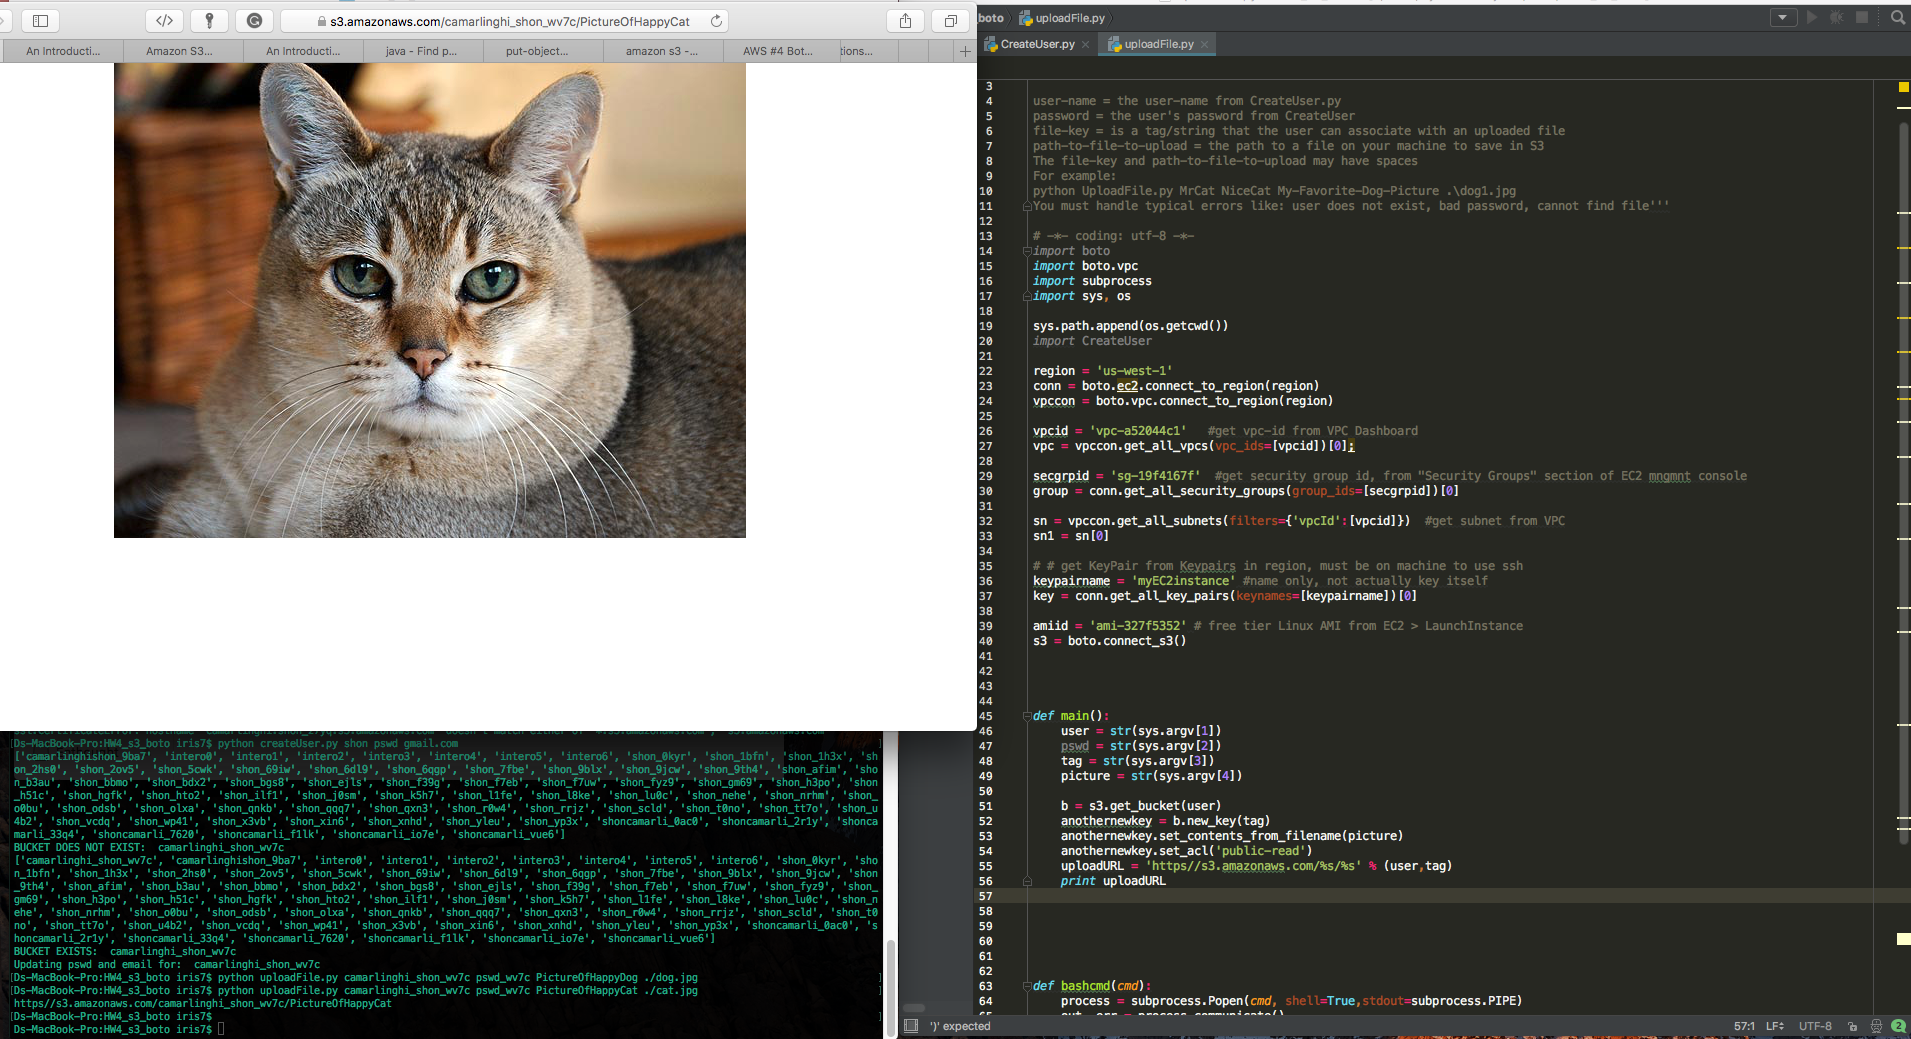 s3.amazonaws.com/camarlinghi_shon_wv7c/PictureOfHappyCat
An Introducti...
Amazon S3...
An Introducti...
java - Find p...
put-object...
amazon s3 -...
AWS #4 Bot...
tions...
boto
uploadFile.py
CreateUser.py
uploadFile.py
3
4 user-name = the user-name from CreateUser.py
5 password = the user's password from CreateUser
6 file-key = is a tag/string that the user can associate with an uploaded file
7 path-to-file-to-upload = the path to a file on your machine to save in S3
8 The file-key and path-to-file-to-upload may have spaces
9 For example:
10 python UploadFile.py MrCat NiceCat My-Favorite-Dog-Picture .\dog1.jpg
11 You must handle typical errors like: user does not exist, bad password, cannot find file'''
12
13 # -*- coding: utf-8 -*-
14 import boto
15 import boto.vpc
16 import subprocess
17 import sys, os
18
19 sys.path.append(os.getcwd())
20 import CreateUser
21
22 region = 'us-west-1'
23 conn = boto.ec2.connect_to_region(region)
24 vpccon = boto.vpc.connect_to_region(region)
25
26 vpcid = 'vpc-a52044c1' #get vpc-id from VPC Dashboard
27 vpc = vpccon.get_all_vpcs(vpc_ids=[vpcid])[0];
28
29 secgrpid = 'sg-19f4167f' #get security group id, from "Security Groups" section of EC2 mngmnt console
30 group = conn.get_all_security_groups(group_ids=[secgrpid])[0]
31
32 sn = vpccon.get_all_subnets(filters={'vpcId':[vpcid]}) #get subnet from VPC
33 sn1 = sn[0]
34
35 # # get KeyPair from Keypairs in region, must be on machine to use ssh
36 keypairname = 'myEC2instance' #name only, not actually key itself
37 key = conn.get_all_key_pairs(keynames=[keypairname])[0]
38
39 amiid = 'ami-327f5352' # free tier Linux AMI from EC2 > LaunchInstance
40 s3 = boto.connect_s3()
41
42
43
44
45 def main():
46 user = str(sys.argv[1])
47 pswd = str(sys.argv[2])
48 tag = str(sys.argv[3])
49 picture = str(sys.argv[4])
50
51 b = s3.get_bucket(user)
52 anothernewkey = b.new_key(tag)
53 anothernewkey.set_contents_from_filename(picture)
54 anothernewkey.set_acl('public-read')
55 uploadURL = 'https//s3.amazonaws.com/%s/%s' % (user,tag)
56 print uploadURL
57
58
59
60
61
62
63 def bashcmd(cmd):
64 process = subprocess.Popen(cmd, shell=True,stdout=subprocess.PIPE)
')' expected
57:1 LF÷ UTF-8 2
[Ds-MacBook-Pro:HW4_s3_boto iris7$ python createUser.py shon pswd gmail.com
['camarlinghishon_9ba7', 'intero0', 'intero1', 'intero2', 'intero3', 'intero4', 'intero5', 'intero6', 'shon_0kyr', 'shon_1bfn', 'shon_1h3x', 'sh
on_2hs0', 'shon_2ov5', 'shon_5cwk', 'shon_69iw', 'shon_6dl9', 'shon_6qgp', 'shon_7fbe', 'shon_9blx', 'shon_9jcw', 'shon_9th4', 'shon_afim', 'sho
n_b3au', 'shon_bbmo', 'shon_bdx2', 'shon_bgs8', 'shon_ejls', 'shon_f39g', 'shon_f7eb', 'shon_f7uw', 'shon_fyz9', 'shon_gm69', 'shon_h3po', 'shon
_h51c', 'shon_hgfk', 'shon_hto2', 'shon_ilf1', 'shon_j0sm', 'shon_k5h7', 'shon_l1fe', 'shon_l8ke', 'shon_lu0c', 'shon_nehe', 'shon_nrhm', 'shon_
o0bu', 'shon_odsb', 'shon_olxa', 'shon_qnkb', 'shon_qqq7', 'shon_qxn3', 'shon_r0w4', 'shon_rrjz', 'shon_scld', 'shon_t0no', 'shon_tt7o', 'shon_u
4b2', 'shon_vcdq', 'shon_wp41', 'shon_x3vb', 'shon_xin6', 'shon_xnhd', 'shon_yleu', 'shon_yp3x', 'shoncamarli_0ac0', 'shoncamarli_2r1y', 'shonca
marli_33q4', 'shoncamarli_7620', 'shoncamarli_f1lk', 'shoncamarli_io7e', 'shoncamarli_vue6']
BUCKET DOES NOT EXIST: camarlinghi_shon_wv7c
['camarlinghi_shon_wv7c', 'camarlinghishon_9ba7', 'intero0', 'intero1', 'intero2', 'intero3', 'intero4', 'intero5', 'intero6', 'shon_0kyr', 'sho
n_1bfn', 'shon_1h3x', 'shon_2hs0', 'shon_2ov5', 'shon_5cwk', 'shon_69iw', 'shon_6dl9', 'shon_6qgp', 'shon_7fbe', 'shon_9blx', 'shon_9jcw', 'shon
_9th4', 'shon_afim', 'shon_b3au', 'shon_bbmo', 'shon_bdx2', 'shon_bgs8', 'shon_ejls', 'shon_f39g', 'shon_f7eb', 'shon_f7uw', 'shon_fyz9', 'shon_
gm69', 'shon_h3po', 'shon_h51c', 'shon_hgfk', 'shon_hto2', 'shon_ilf1', 'shon_j0sm', 'shon_k5h7', 'shon_l1fe', 'shon_l8ke', 'shon_lu0c', 'shon_n
ehe', 'shon_nrhm', 'shon_o0bu', 'shon_odsb', 'shon_olxa', 'shon_qnkb', 'shon_qqq7', 'shon_qxn3', 'shon_r0w4', 'shon_rrjz', 'shon_scld', 'shon_t0
no', 'shon_tt7o', 'shon_u4b2', 'shon_vcdq', 'shon_wp41', 'shon_x3vb', 'shon_xin6', 'shon_xnhd', 'shon_yleu', 'shon_yp3x', 'shoncamarli_0ac0', 's
honcamarli_2r1y', 'shoncamarli_33q4', 'shoncamarli_7620', 'shoncamarli_f1lk', 'shoncamarli_io7e', 'shoncamarli_vue6']
BUCKET EXISTS: camarlinghi_shon_wv7c
Updating pswd and email for: camarlinghi_shon_wv7c
[Ds-MacBook-Pro:HW4_s3_boto iris7$ python uploadFile.py camarlinghi_shon_wv7c pswd_wv7c PictureOfHappyDog ./dog.jpg
[Ds-MacBook-Pro:HW4_s3_boto iris7$ python uploadFile.py camarlinghi_shon_wv7c pswd_wv7c PictureOfHappyCat ./cat.jpg
https//s3.amazonaws.com/camarlinghi_shon_wv7c/PictureOfHappyCat
[Ds-MacBook-Pro:HW4_s3_boto iris7$
Ds-MacBook-Pro:HW4_s3_boto iris7$